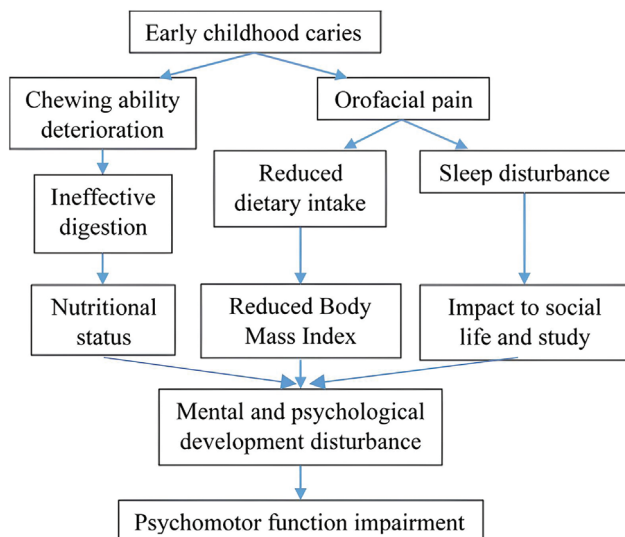 Early childhood caries
Chewing ability
deterioration
Orofacial pain
Ineffective
digestion
Reduced
dietary intake
Sleep disturbance
Nutritional
status
Reduced Body
Mass Index
Impact to social
life and study
Mental and psychological
development disturbance
Psychomotor function impairment